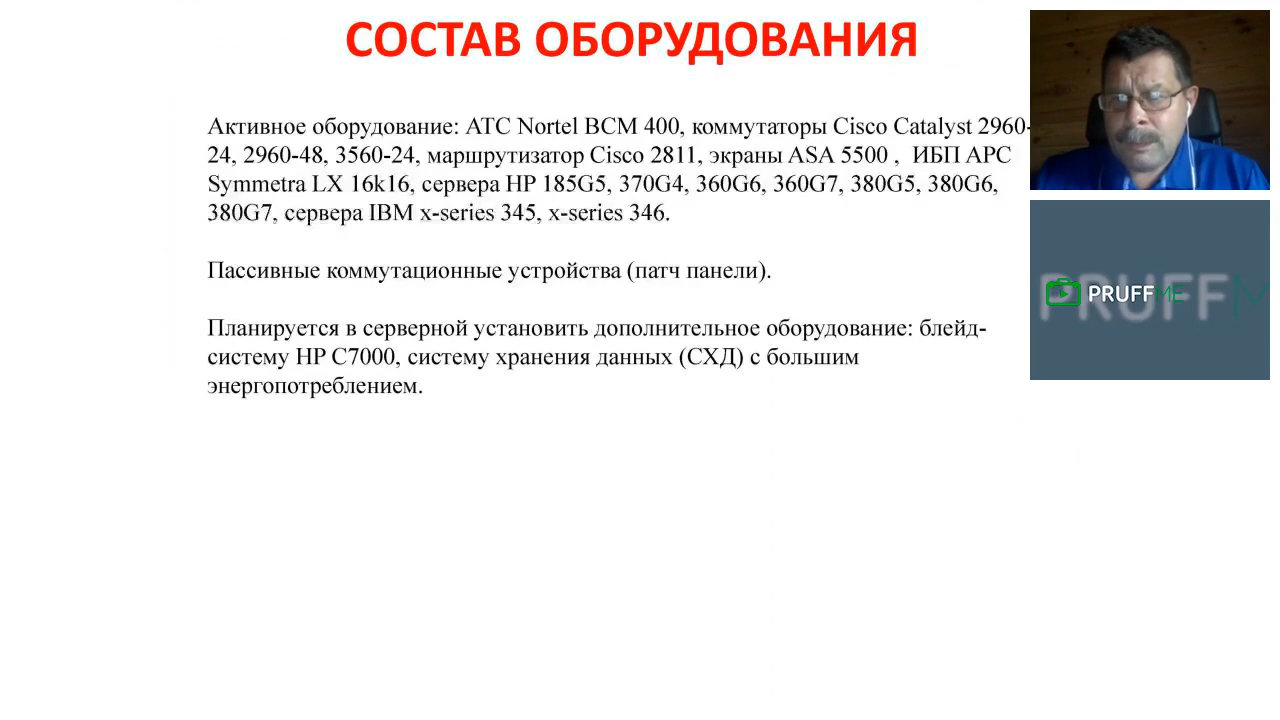 СОСТАВ ОБОРУДОВАНИЯ
Активное оборудование: АТС Nortel BCM 400, коммутаторы Cisco Catalyst 2960-
24, 2960-48, 3560-24, маршрутизатор Cisco 2811, экраны ASA 5500 , ИБП APC
Symmetra LX 16k16, сервера HP 185G5, 370G4, 360G6, 360G7, 380G5, 380G6,
380G7, сервера IBM x-series 345, x-series 346.
Пассивные коммутационные устройства (патч панели).
Планируется в серверной установить дополнительное оборудование: блейд-
систему HP C7000, систему хранения данных (СХД) с большим
энергопотреблением.
PRUFFME
PRUFFM